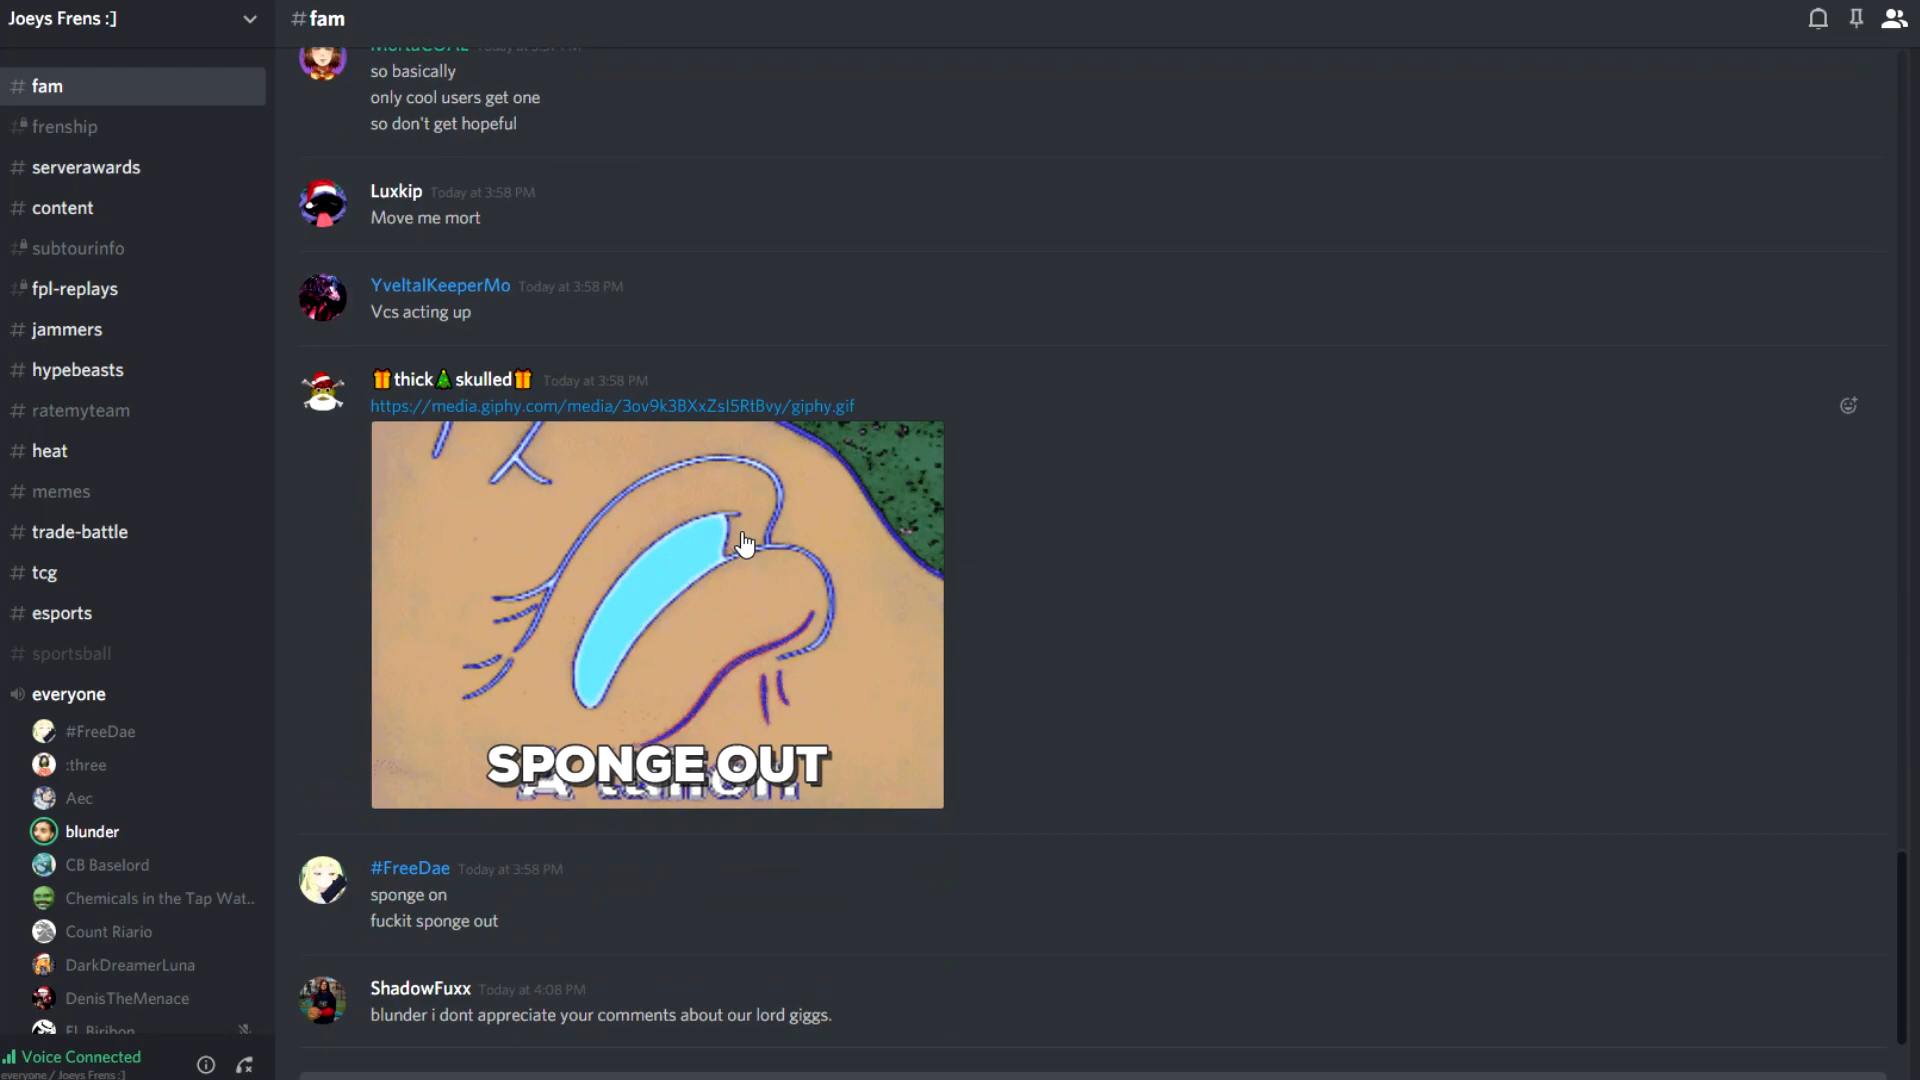 Joeys Frens :]
# fam
fam
frenship
serverawards
content
subtourinfo
fpl-replays
jammers
hypebeasts
ratemyteam
heat
memes
trade-battle
tcg
esports
sportsball
everyone
#FreeDae
:three
Aec
blunder
CB Baselord
Chemicals in the Tap Wat..
Count Riario
DarkDreamerLuna
DenisTheMenace
Voice Connected
everyone / Joeys Frens :]
so basically
only cool users get one
so don't get hopeful
Luxkip Today at 3:58 PM
Move me mort
YveltalKeeperMo Today at 3:58 PM
Vcs acting up
🎁thick🎄skulled🎁 Today at 3:58 PM
https://media.giphy.com/media/3ov9k3BXxZsI5RtBvy/giphy.gif
SPONGE OUT
#FreeDae Today at 3:58 PM
sponge on
fuckit sponge out
ShadowFuxx Today at 4:08 PM
blunder i dont appreciate your comments about our lord giggs.